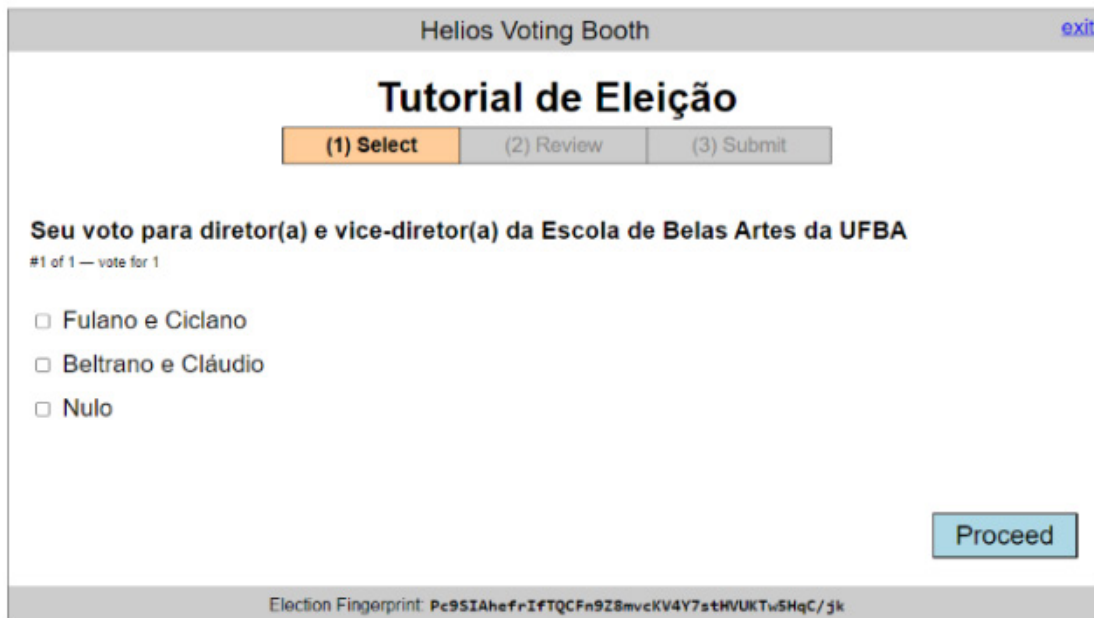 Helios Voting Booth exit
Tutorial de Eleição
(1) Select (2) Review (3) Submit
Seu voto para diretor(a) e vice-diretor(a) da Escola de Belas Artes da UFBA
#1 of 1 — vote for 1
Fulano e Ciclano
Beltrano e Cláudio
Nulo
Proceed
Election Fingerprint: Pc9SIAhefrIfTQCFn9Z8mvcKV4Y7stHVUKTw5HqC/jk